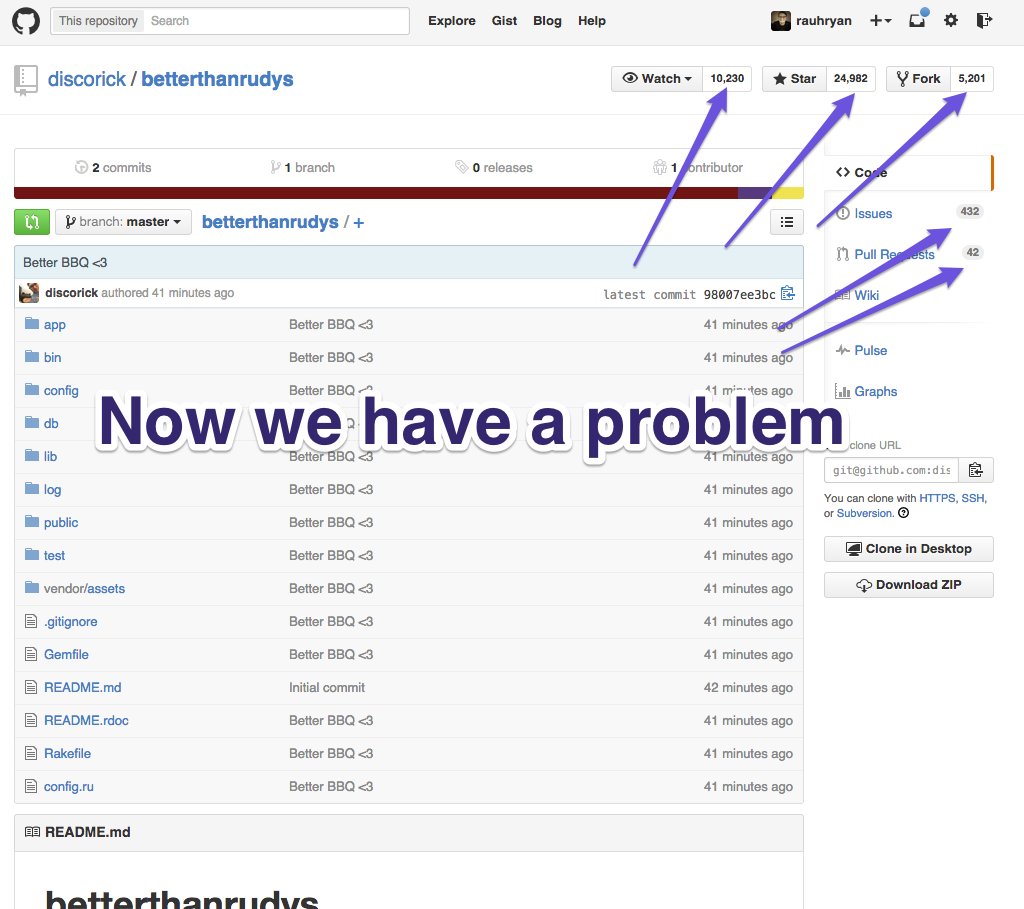 This repository Search Explore Gist Blog Help rauhryan
discorick / betterthanrudys Watch 10,230 Star 24,982 Fork 5,201
2 commits 1 branch 0 releases 1 contributor
Code
Issues 432
Pull Requests 42
Wiki
Pulse
Graphs
branch: master betterthanrudys / +
Better BBQ <3
discorick authored 41 minutes ago latest commit 98007ee3bc
app Better BBQ <3 41 minutes ago
bin Better BBQ <3 41 minutes ago
config Better BBQ <3 41 minutes ago
Now we have a problem
db
lib Better BBQ <3 41 minutes ago
log Better BBQ <3 41 minutes ago
public Better BBQ <3 41 minutes ago
test Better BBQ <3 41 minutes ago
vendor/assets Better BBQ <3 41 minutes ago
.gitignore Better BBQ <3 41 minutes ago
Gemfile Better BBQ <3 41 minutes ago
README.md Initial commit 42 minutes ago
README.rdoc Better BBQ <3 41 minutes ago
Rakefile Better BBQ <3 41 minutes ago
config.ru Better BBQ <3 41 minutes ago
clone URL
git@github.com:dis
You can clone with HTTPS, SSH,
or Subversion.
Clone in Desktop
Download ZIP
README.md
betterthanrudys